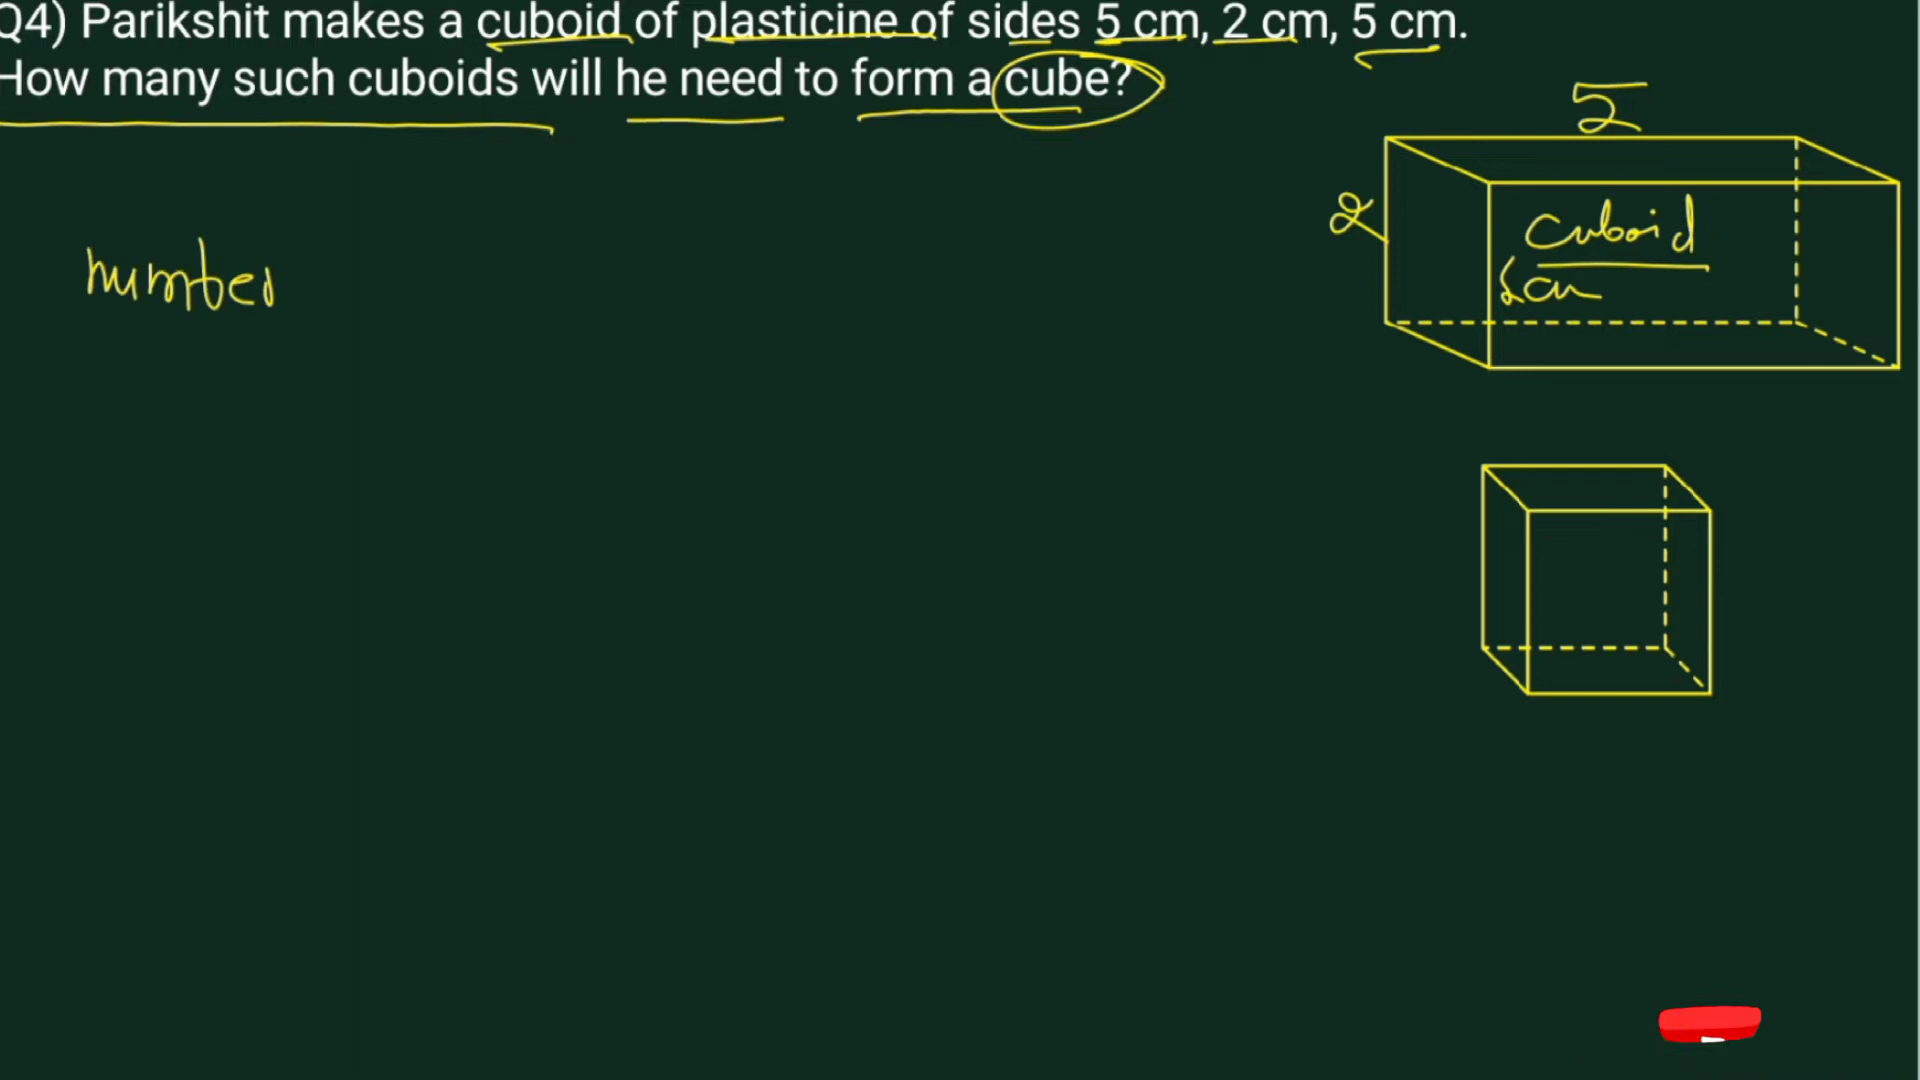 Q4) Parikshit makes a cuboid of plasticine of sides 5 cm, 2 cm, 5 cm.
How many such cuboids will he need to form a cube?
5
2
cuboid
number